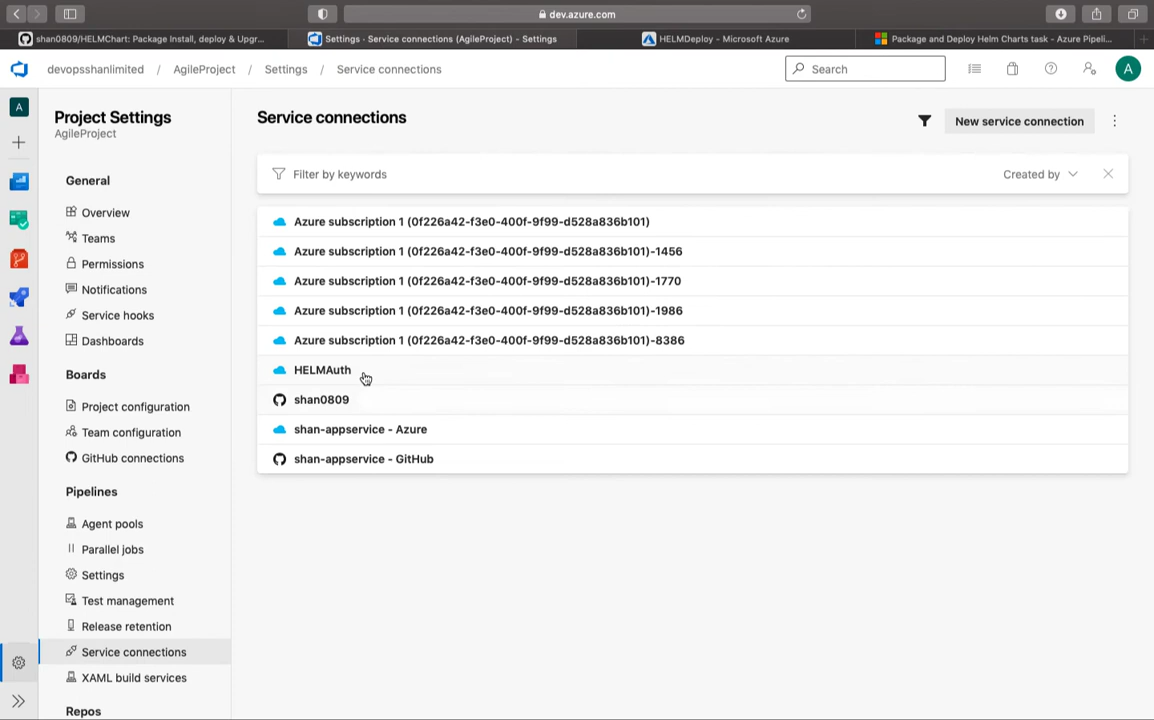 dev.azure.com
shan0809/HELMChart: Package Install, deploy & Upgr...
Settings - Service connections (AgileProject) - Settings
HELMDeploy - Microsoft Azure
Package and Deploy Helm Charts task - Azure Pipeli...
devopsshanlimited / AgileProject / Settings / Service connections
Search
A
A
Project Settings
AgileProject
General
Overview
Teams
Permissions
Notifications
Service hooks
Dashboards
Boards
Project configuration
Team configuration
GitHub connections
Pipelines
Agent pools
Parallel jobs
Settings
Test management
Release retention
Service connections
XAML build services
Repos
Service connections
New service connection
Filter by keywords
Created by
Azure subscription 1 (0f226a42-f3e0-400f-9f99-d528a836b101)
Azure subscription 1 (0f226a42-f3e0-400f-9f99-d528a836b101)-1456
Azure subscription 1 (0f226a42-f3e0-400f-9f99-d528a836b101)-1770
Azure subscription 1 (0f226a42-f3e0-400f-9f99-d528a836b101)-1986
Azure subscription 1 (0f226a42-f3e0-400f-9f99-d528a836b101)-8386
HELMAuth
shan0809
shan-appservice - Azure
shan-appservice - GitHub